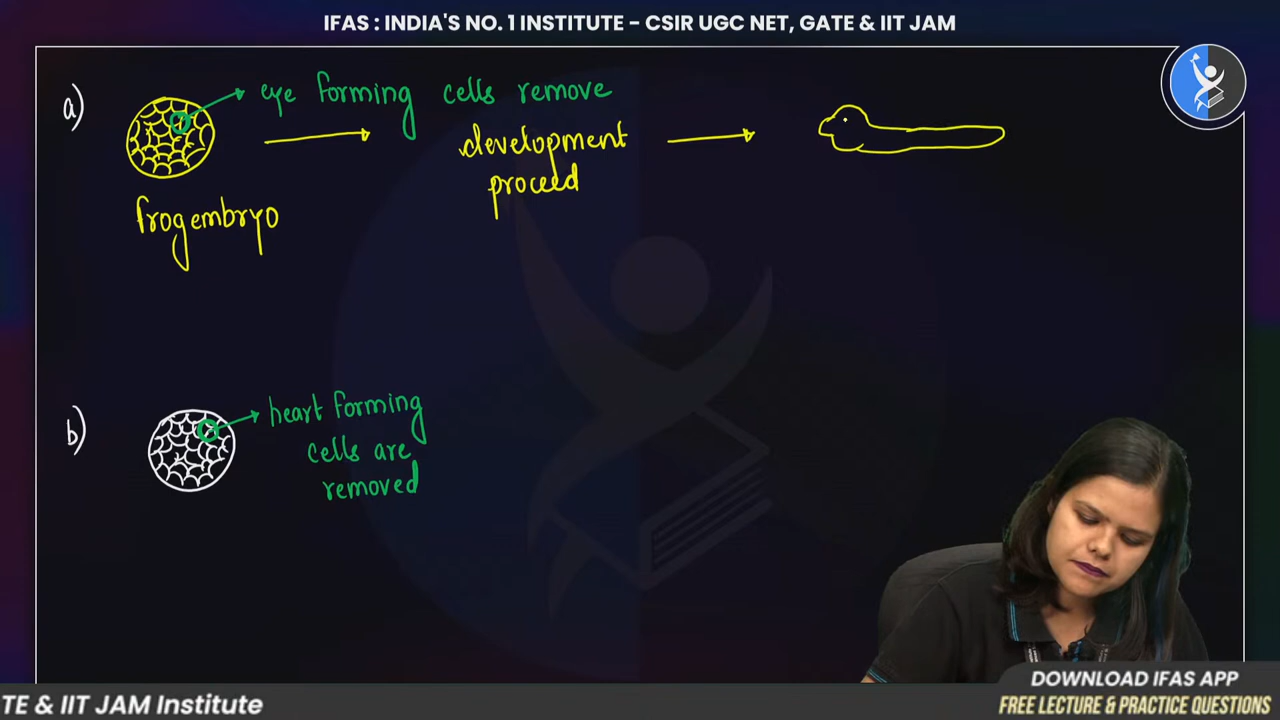 IFAS : INDIA'S NO. 1 INSTITUTE – CSIR UGC NET, GATE & IIT JAM
a)
eye forming cells remove
development
proceed
frog embryo
b)
heart forming
cells are
removed
DOWNLOAD IFAS APP
TE & IIT JAM Institute
FREE LECTURE & PRACTICE QUESTIONS